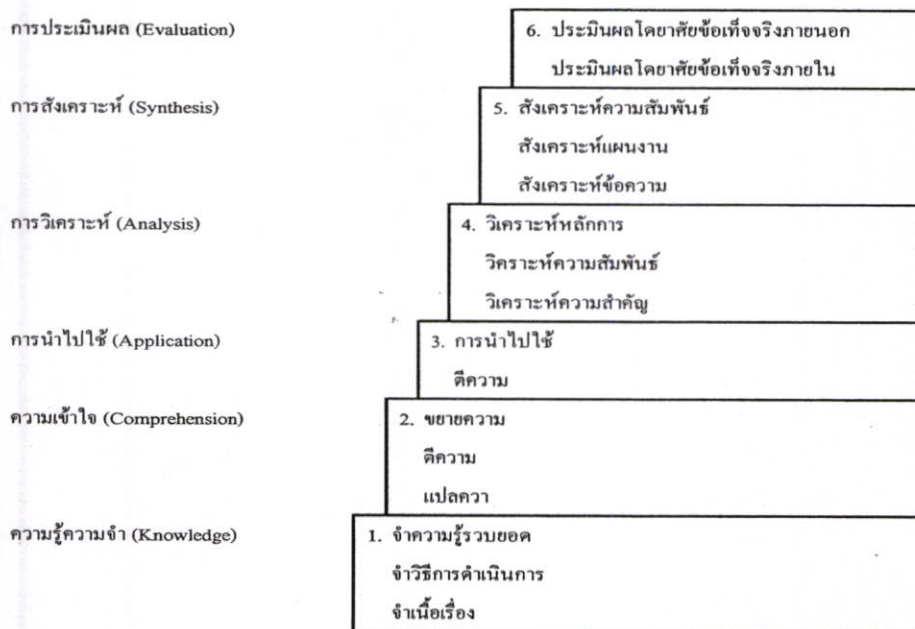 การประเมินผล (Evaluation) 6. ประมินผลโดยาศัยข้อเท็จจริงภายนอก
ประมินผลโดยาศัยข้อเท็จจริงภายใน
การสังเคราะห์ (Synthesis) 5. สังเคราะห์ความสัมพันธ์
สังเคราะห์แผนงาน
สังเคราะห์ข้อความ
การวิเคราะห์ (Analysis) 4. วิเคราะห์หลักการ
วิคราะห์ความสัมพันธ์
วิเคราะห์ความสำคัญ
การนำไปใช้ (Application) 3. การนำไปใช้
ตีความ
ความเข้าใจ (Comprehension) 2. ขยายความ
ตีความ
แปลควา
ความรู้ความจำ (Knowledge) 1. จำความรู้รวบยอด
จำวิธีการดำเนินการ
จำเนื้อเรื่อง